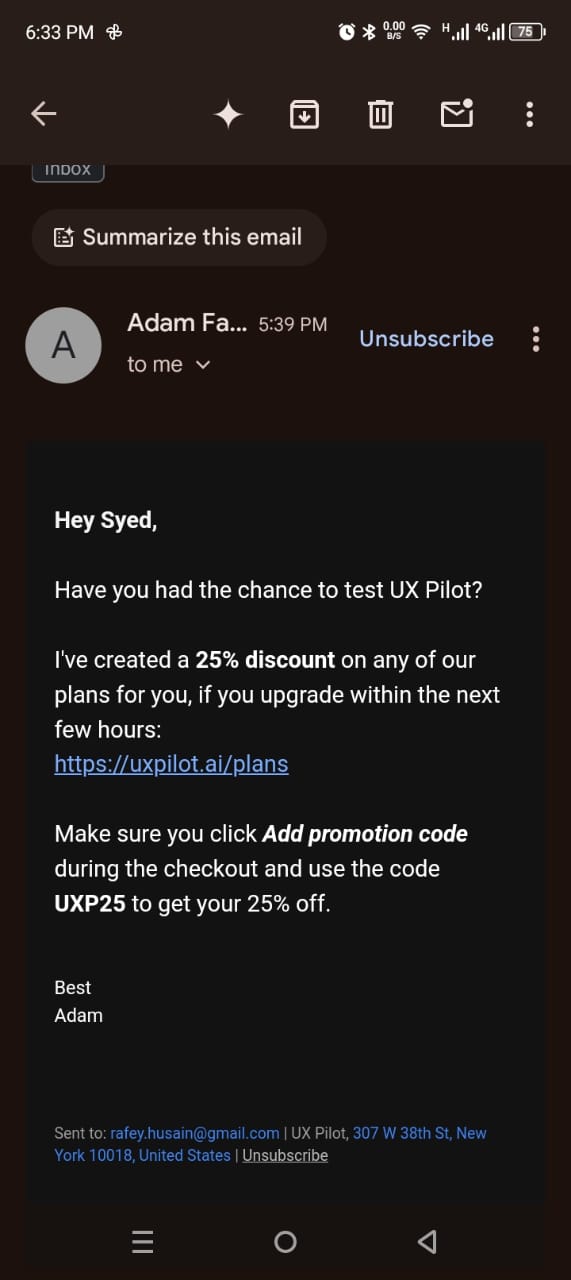 6:33 PM
0.00
B/S
H
4G
75
Inbox
Summarize this email
A
Adam Fa... 5:39 PM
Unsubscribe
to me
Hey Syed,
Have you had the chance to test UX Pilot?
I've created a 25% discount on any of our
plans for you, if you upgrade within the next
few hours:
https://uxpilot.ai/plans
Make sure you click Add promotion code
during the checkout and use the code
UXP25 to get your 25% off.
Best
Adam
Sent to: rafey.husain@gmail.com | UX Pilot, 307 W 38th St, New
York 10018, United States | Unsubscribe